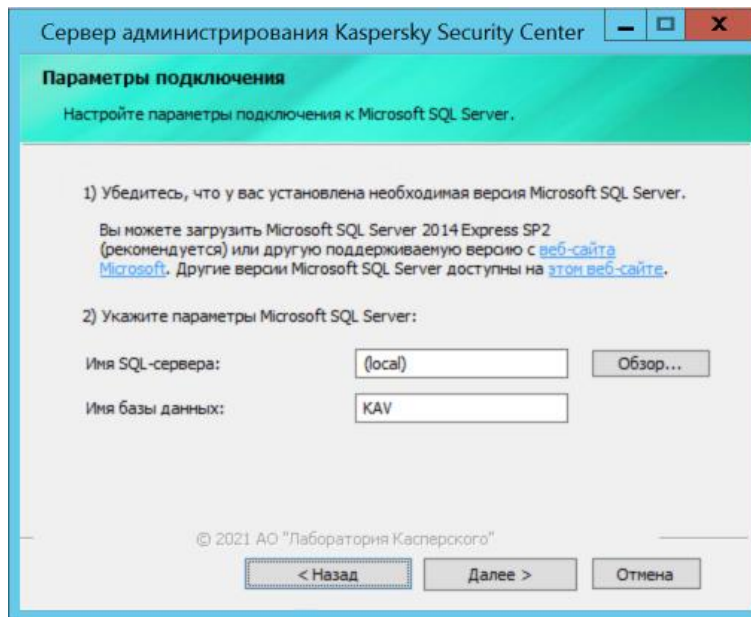 Сервер администрирования Kaspersky Security Center
Параметры подключения
Настройте параметры подключения к Microsoft SQL Server.
1) Убедитесь, что у вас установлена необходимая версия Microsoft SQL Server.
Вы можете загрузить Microsoft SQL Server 2014 Express SP2
(рекомендуется) или другую поддерживаемую версию с веб-сайта
Microsoft. Другие версии Microsoft SQL Server доступны на этом веб-сайте.
2) Укажите параметры Microsoft SQL Server:
Имя SQL-сервера: (local) Обзор...
Имя базы данных: KAV
© 2021 АО "Лаборатория Касперского"
< Назад Далее > Отмена